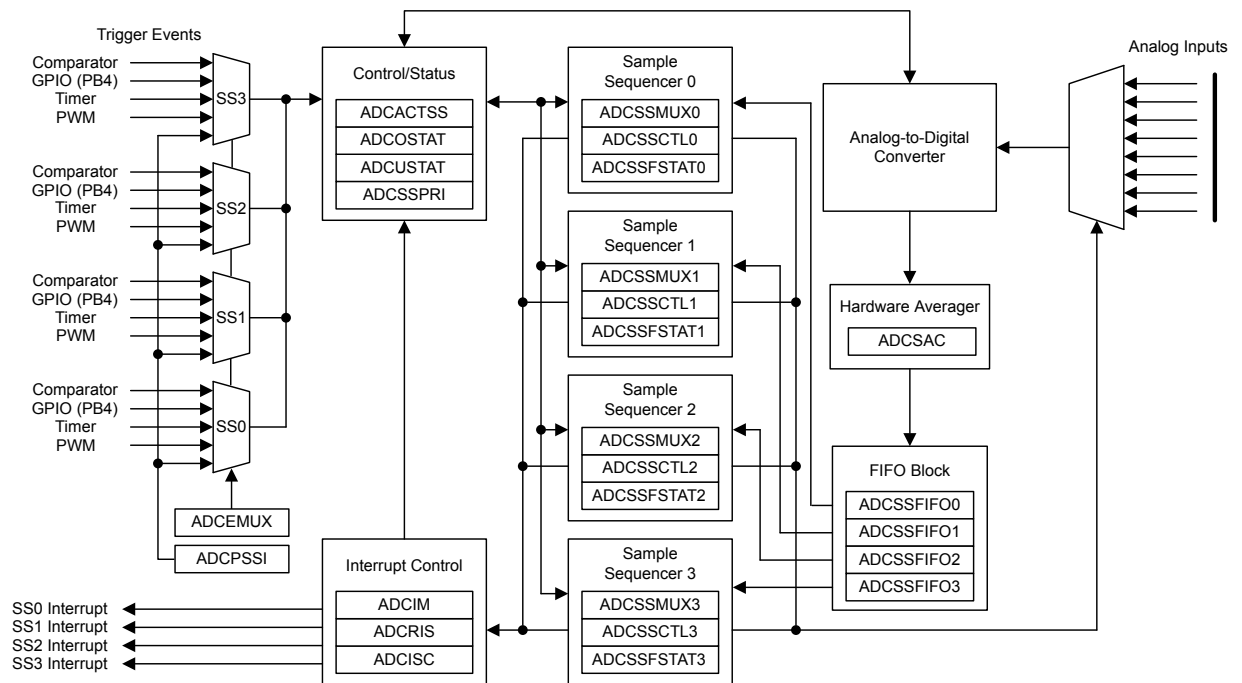 Trigger Events
Comparator
GPIO (PB4)
Timer
PWM
SS3
Comparator
GPIO (PB4)
Timer
PWM
SS2
Comparator
GPIO (PB4)
Timer
PWM
SS1
Comparator
GPIO (PB4)
Timer
PWM
SS0
ADCEMUX
ADCPSSI
Control/Status
ADCACTSS
ADCOSTAT
ADCUSTAT
ADCSSPRI
Interrupt Control
ADCIM
ADCRIS
ADCISC
SS0 Interrupt
SS1 Interrupt
SS2 Interrupt
SS3 Interrupt
Sample
Sequencer 0
ADCSSMUX0
ADCSSCTL0
ADCSSFSTAT0
Sample
Sequencer 1
ADCSSMUX1
ADCSSCTL1
ADCSSFSTAT1
Sample
Sequencer 2
ADCSSMUX2
ADCSSCTL2
ADCSSFSTAT2
Sample
Sequencer 3
ADCSSMUX3
ADCSSCTL3
ADCSSFSTAT3
Analog-to-Digital
Converter
Hardware Averager
ADCSAC
FIFO Block
ADCSSFIFO0
ADCSSFIFO1
ADCSSFIFO2
ADCSSFIFO3
Analog Inputs